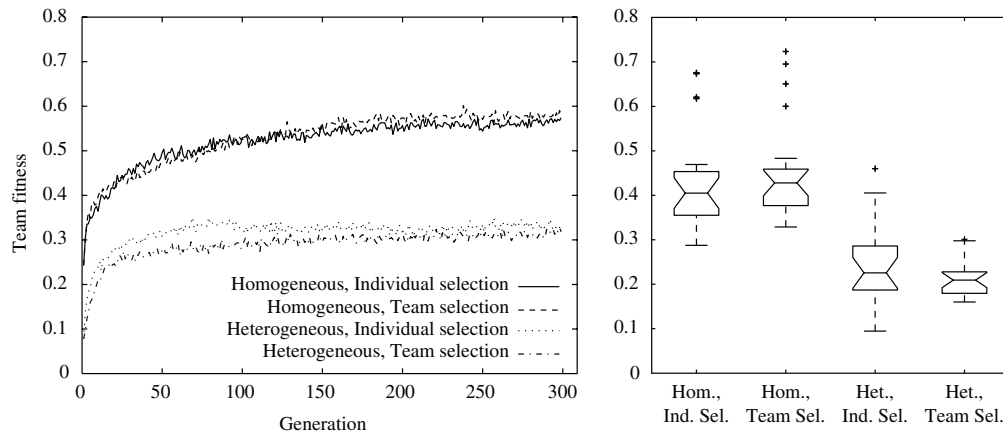 0.8
0.7
0.6
0.5
0.4
0.3
0.2
0.1
0
Team fitness
0 50 100 150 200 250 300
Generation
Homogeneous, Individual selection
Homogeneous, Team selection
Heterogeneous, Individual selection
Heterogeneous, Team selection
0.8
0.7
0.6
0.5
0.4
0.3
0.2
0.1
0
Hom., Ind. Sel.
Hom., Team Sel.
Het., Ind. Sel.
Het., Team Sel.